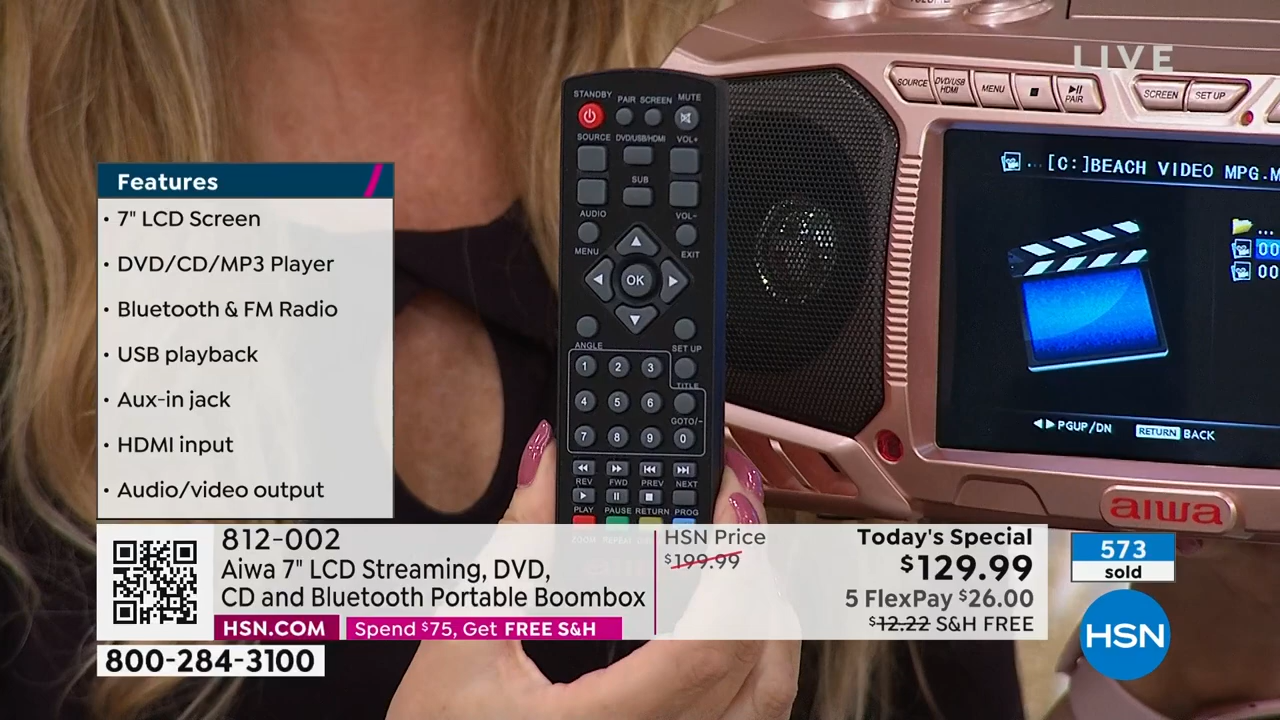 LIVE
VOLUME
SOURCE DVD/USB HDMI MENU PAIR SCREEN SET UP
[C:]BEACH VIDEO MPG.M
...
00
00
◀▶ PGUP/DN RETURN BACK
aiwa
STANDBY PAIR SCREEN MUTE
SOURCE DVD/USB/HDMI VOL+
SUB
AUDIO VOL-
MENU EXIT
OK
ANGLE SET UP
1 2 3
TITLE
4 5 6
GOTO/-
7 8 9 0
REV FWD PREV NEXT
PLAY PAUSE RETURN PROG
Features
• 7" LCD Screen
• DVD/CD/MP3 Player
• Bluetooth & FM Radio
• USB playback
• Aux-in jack
• HDMI input
• Audio/video output
812-002
Aiwa 7" LCD Streaming, DVD,
CD and Bluetooth Portable Boombox
HSN.COM Spend $75, Get FREE S&H
800-284-3100
HSN Price
$199.99
Today's Special
$129.99
5 FlexPay $26.00
$12.22 S&H FREE
573
sold
HSN